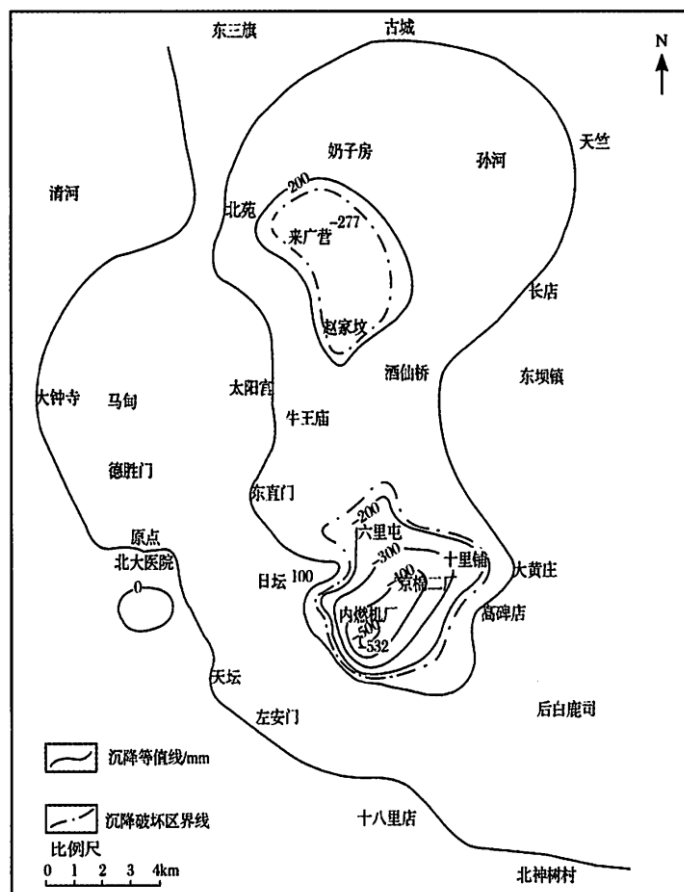 东三旗
古城
N
天竺
奶子房
孙河
清河
-200
北苑
-277
来广营
长店
赵家坟
酒仙桥
东坝镇
太阳宫
大钟寺
马甸
牛王庙
德胜门
东直门
-200
六里屯
原点
-300
十里铺
北大医院
日坛
100
-400
京棉二厂
大黄庄
0
内燃机厂
高碑店
-500
-532
天坛
左安门
后白鹿司
沉降等值线/mm
沉降破坏区界线
十八里店
比例尺
0 1 2 3 4km
北神树村